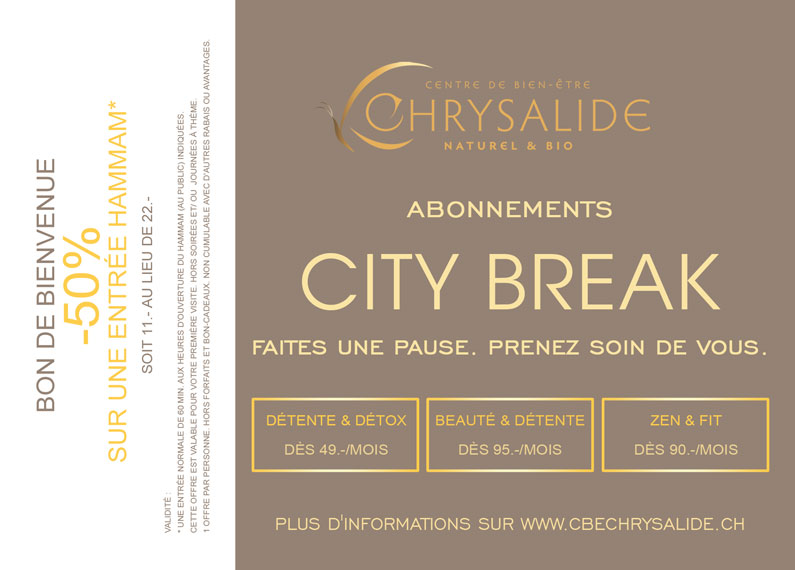 BON DE BIENVENUE
-50%
SUR UNE ENTRÉE HAMMAM*
SOIT 11.- AU LIEU DE 22.-
VALIDITÉ :
* UNE ENTRÉE NORMALE DE 60 MIN. AUX HEURES D'OUVERTURE DU HAMMAM (AU PUBLIC) INDIQUÉES.
CETTE OFFRE EST VALABLE POUR VOTRE PREMIÈRE VISITE. HORS SOIRÉES ET/ OU JOURNÉES À THÈME.
1 OFFRE PAR PERSONNE. HORS FORFAITS ET BON-CADEAUX. NON CUMULABLE AVEC D'AUTRES RABAIS OU AVANTAGES.
CENTRE DE BIEN-ÊTRE
CHRYSALIDE
NATUREL & BIO
ABONNEMENTS
CITY BREAK
FAITES UNE PAUSE. PRENEZ SOIN DE VOUS.
DÉTENTE & DÉTOX
DÈS 49.-/MOIS
BEAUTÉ & DÉTENTE
DÈS 95.-/MOIS
ZEN & FIT
DÈS 90.-/MOIS
PLUS D'INFORMATIONS SUR WWW.CBECHRYSALIDE.CH